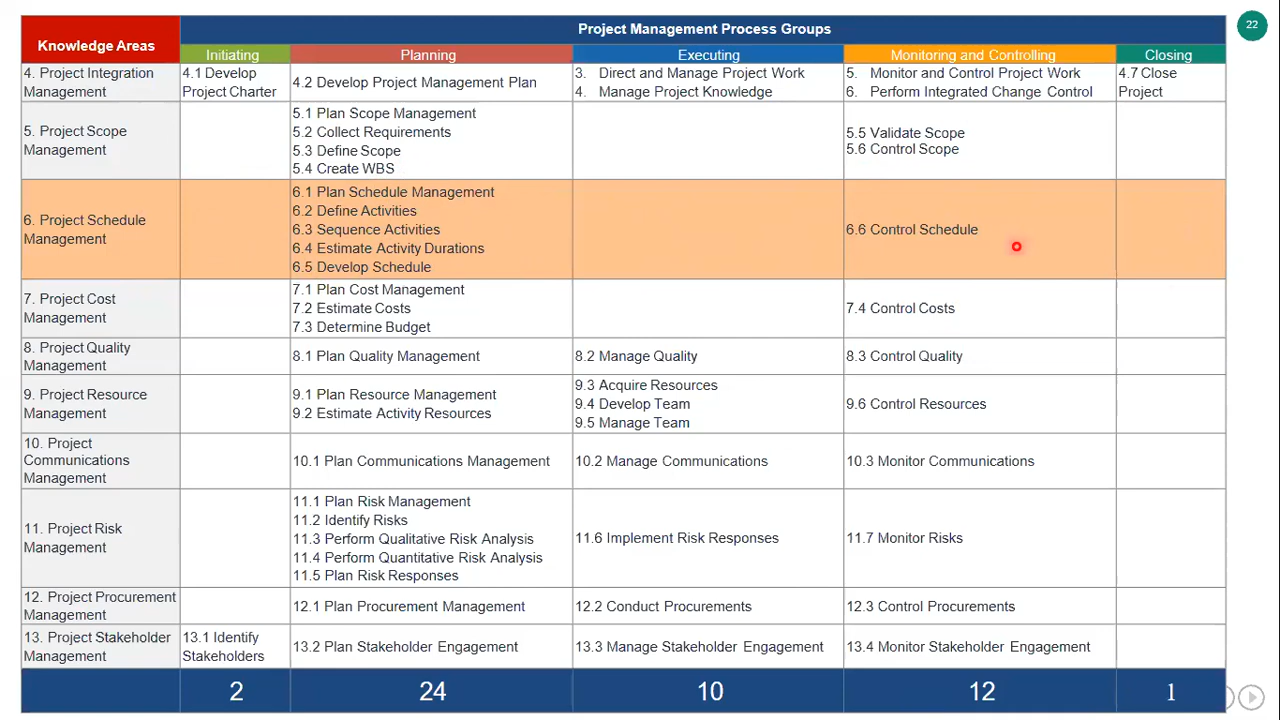 Project Management Process Groups
22
Knowledge Areas
Initiating
Planning
Executing
Monitoring and Controlling
Closing
4. Project Integration
Management
4.1 Develop
Project Charter
4.2 Develop Project Management Plan
3. Direct and Manage Project Work
4. Manage Project Knowledge
5. Monitor and Control Project Work
6. Perform Integrated Change Control
4.7 Close
Project
5. Project Scope
Management
5.1 Plan Scope Management
5.2 Collect Requirements
5.3 Define Scope
5.4 Create WBS
5.5 Validate Scope
5.6 Control Scope
6. Project Schedule
Management
6.1 Plan Schedule Management
6.2 Define Activities
6.3 Sequence Activities
6.4 Estimate Activity Durations
6.5 Develop Schedule
6.6 Control Schedule
7. Project Cost
Management
7.1 Plan Cost Management
7.2 Estimate Costs
7.3 Determine Budget
7.4 Control Costs
8. Project Quality
Management
8.1 Plan Quality Management
8.2 Manage Quality
8.3 Control Quality
9. Project Resource
Management
9.1 Plan Resource Management
9.2 Estimate Activity Resources
9.3 Acquire Resources
9.4 Develop Team
9.5 Manage Team
9.6 Control Resources
10. Project
Communications
Management
10.1 Plan Communications Management
10.2 Manage Communications
10.3 Monitor Communications
11. Project Risk
Management
11.1 Plan Risk Management
11.2 Identify Risks
11.3 Perform Qualitative Risk Analysis
11.4 Perform Quantitative Risk Analysis
11.5 Plan Risk Responses
11.6 Implement Risk Responses
11.7 Monitor Risks
12. Project Procurement
Management
12.1 Plan Procurement Management
12.2 Conduct Procurements
12.3 Control Procurements
13. Project Stakeholder
Management
13.1 Identify
Stakeholders
13.2 Plan Stakeholder Engagement
13.3 Manage Stakeholder Engagement
13.4 Monitor Stakeholder Engagement
2
24
10
12
1